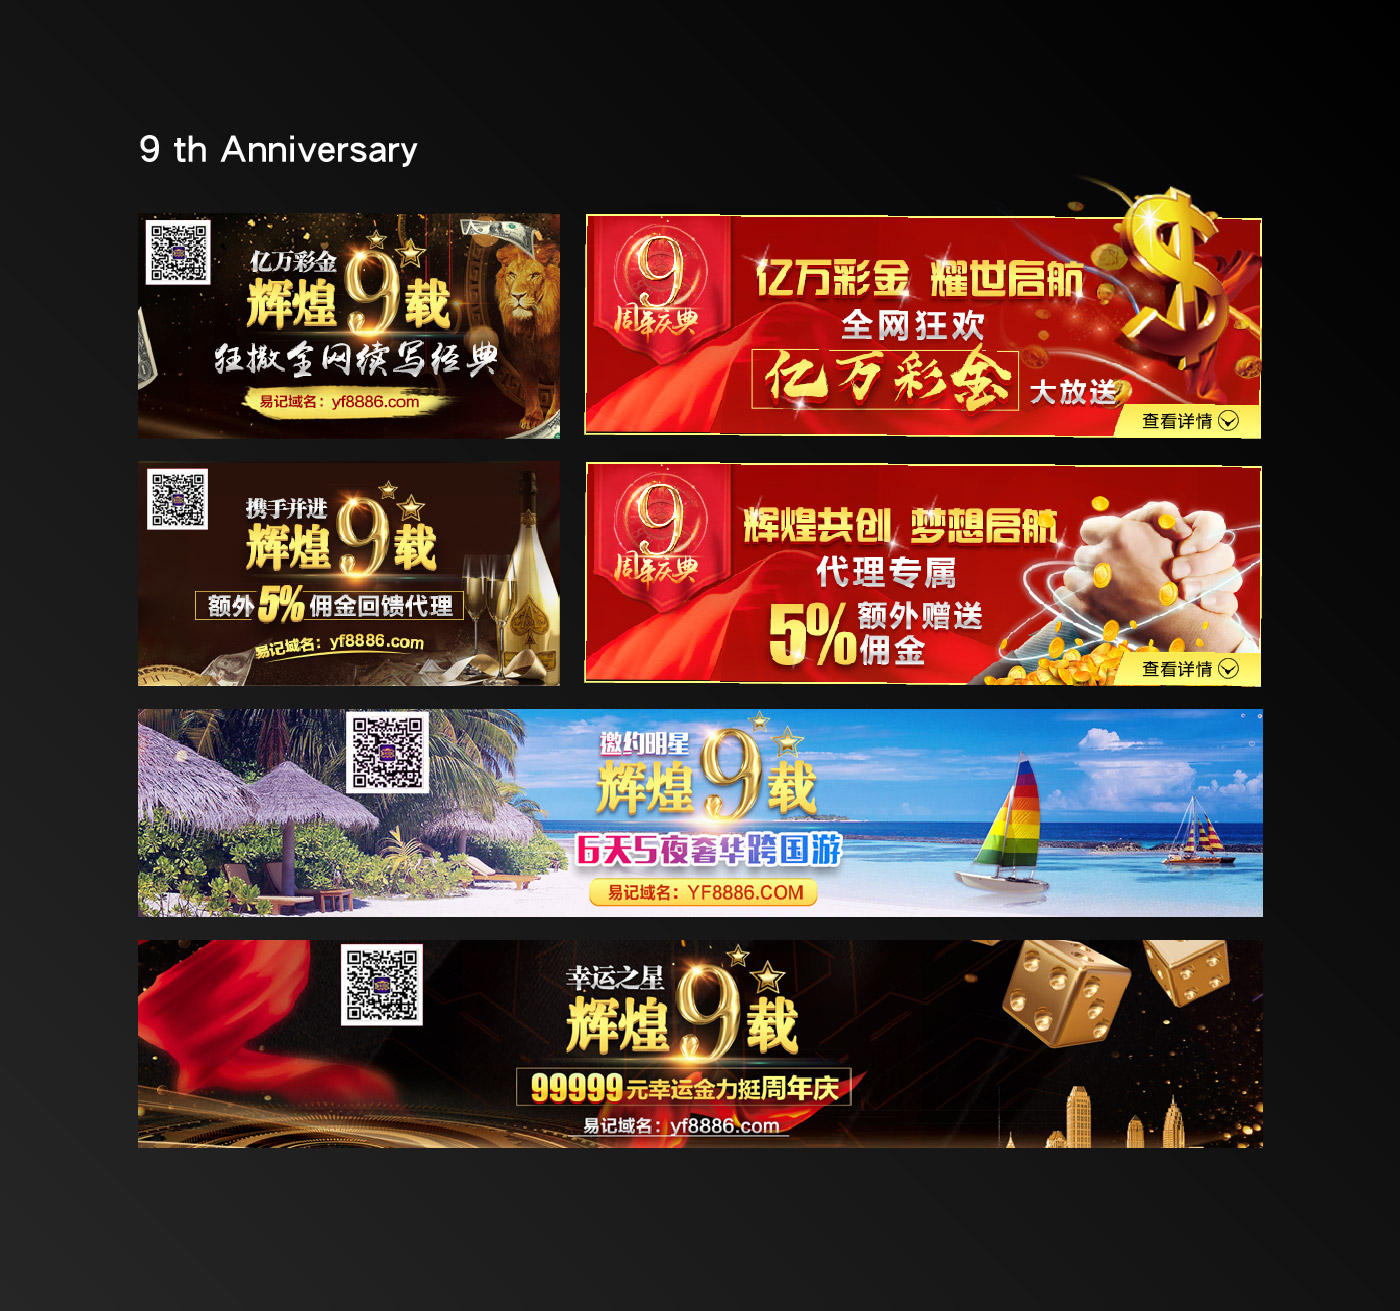 9 th Anniversary
亿万彩金
辉煌9载
狂撒金网续写经典
易记域名：yf8886.com
9
周年庆典
亿万彩金 耀世启航
全网狂欢
亿万彩金 大放送
查看详情
携手并进
辉煌9载
额外5%佣金回馈代理
易记域名：yf8886.com
9
周年庆典
辉煌共创 梦想启航
代理专属
5%额外赠送
佣金
查看详情
邀约明星
辉煌9载
6天5夜奢华跨国游
易记域名：YF8886.COM
幸运之星
辉煌9载
99999元幸运金力挺周年庆
易记域名：yf8886.com